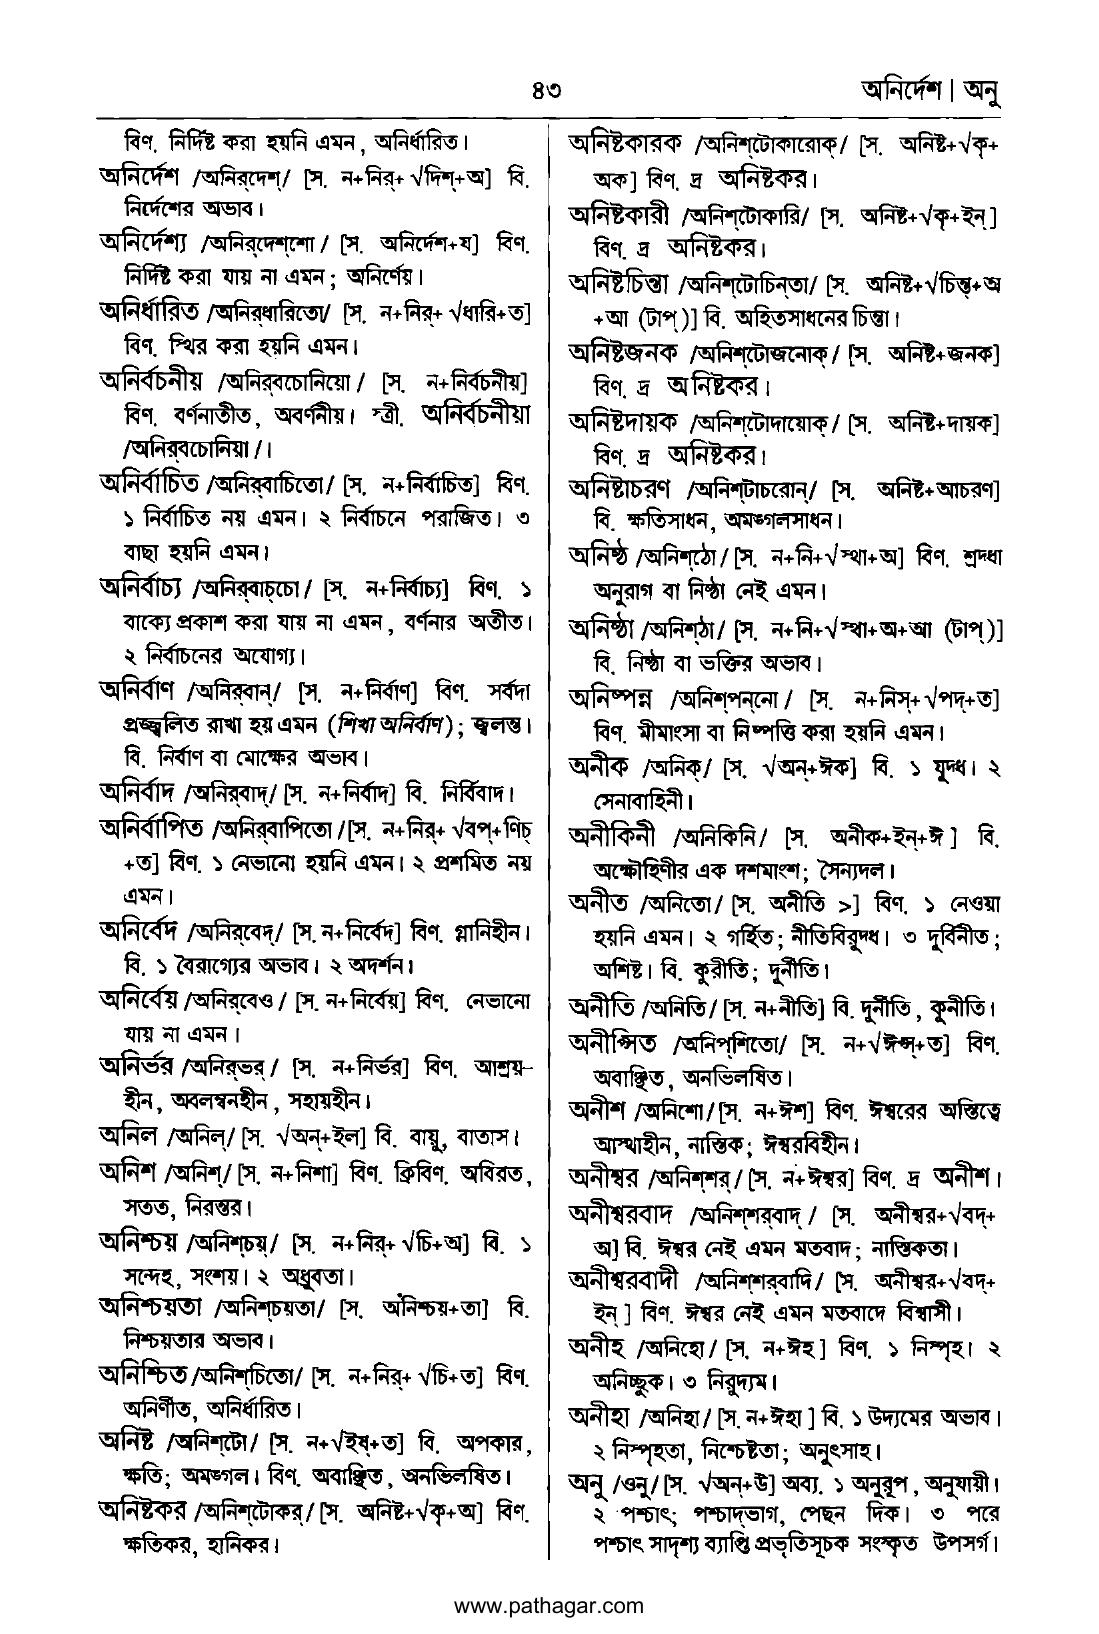 ৪৩
অনির্দেশ | অনু
বিণ. নির্দিষ্ট করা হয়নি এমন, অনির্ধারিত।
অনির্দেশ /অনির্‌দেশ্‌/ [স. ন+নির্‌+ √দিশ্‌+অ] বি.
নির্দেশের অভাব।
অনির্দেশ্য /অনির্‌দেশ্‌শো/ [স. অনির্দেশ+য] বিণ.
নির্দিষ্ট করা যায় না এমন; অনির্ণেয়।
অনির্ধারিত /অনির্‌ধারিতো/ [স. ন+নির্‌+ √ধারি+ত]
বিণ. স্থির করা হয়নি এমন।
অনির্বচনীয় /অনির্‌বচোনিয়ো/ [স. ন+নির্বচনীয়]
বিণ. বর্ণনাতীত, অবর্ণনীয়। স্ত্রী. অনির্বচনীয়া
/অনির্‌বচোনিয়া/।
অনির্বাচিত /অনির্‌বাচিতো/ [স. ন+নির্বাচিত] বিণ.
১ নির্বাচিত নয় এমন। ২ নির্বাচনে পরাজিত। ৩
বাছা হয়নি এমন।
অনির্বাচ্য /অনির্‌বাচ্‌চো/ [স. ন+নির্বাচ্য] বিণ. ১
বাক্যে প্রকাশ করা যায় না এমন, বর্ণনার অতীত।
২ নির্বাচনের অযোগ্য।
অনির্বাণ /অনির্‌বান্‌/ [স. ন+নির্বাণ] বিণ. সর্বদা
প্রজ্জ্বলিত রাখা হয় এমন (শিখা অনির্বাণ); জ্বলন্ত।
বি. নির্বাণ বা মোক্ষের অভাব।
অনির্বাদ /অনির্‌বাদ্‌/ [স. ন+নির্বাদ] বি. নির্বিবাদ।
অনির্বাপিত /অনির্‌বাপিতো/ [স. ন+নির্‌+ √বপ্‌+ণিচ্‌
+ত] বিণ. ১ নেভানো হয়নি এমন। ২ প্রশমিত নয়
এমন।
অনির্বেদ /অনির্‌বেদ্‌/ [স. ন+নির্বেদ] বিণ. গ্লানিহীন।
বি. ১ বৈরাগ্যের অভাব। ২ অদর্শন।
অনির্বেয় /অনির্‌বেও/ [স. ন+নির্বেয়] বিণ. নেভানো
যায় না এমন।
অনির্ভর /অনির্‌ভর্‌/ [স. ন+নির্ভর] বিণ. আশ্রয়-
হীন, অবলম্বনহীন, সহায়হীন।
অনিল /অনিল্‌/ [স. √অন্‌+ইল] বি. বায়ু, বাতাস।
অনিশ /অনিশ্‌/ [স. ন+নিশা] বিণ. ক্রিবিণ. অবিরত,
সতত, নিরন্তর।
অনিশ্চয় /অনিশ্‌চয়্‌/ [স. ন+নির্‌+ √চি+অ] বি. ১
সন্দেহ, সংশয়। ২ অধ্রুবতা।
অনিশ্চয়তা /অনিশ্‌চয়তা/ [স. অনিশ্চয়+তা] বি.
নিশ্চয়তার অভাব।
অনিশ্চিত /অনিশ্‌চিতো/ [স. ন+নির্‌+ √চি+ত] বিণ.
অনির্ণীত, অনির্ধারিত।
অনিষ্ট /অনিশ্‌টো/ [স. ন+√ইষ্‌+ত] বি. অপকার,
ক্ষতি; অমঙ্গল। বিণ. অবাঞ্ছিত, অনভিলষিত।
অনিষ্টকর /অনিশ্‌টোকর্‌/ [স. অনিষ্ট+√কৃ+অ] বিণ.
ক্ষতিকর, হানিকর।
অনিষ্টকারক /অনিশ্‌টোকারোক্‌/ [স. অনিষ্ট+√কৃ+
অক] বিণ. দ্র অনিষ্টকর।
অনিষ্টকারী /অনিশ্‌টোকারি/ [স. অনিষ্ট+√কৃ+ইন্‌]
বিণ. দ্র অনিষ্টকর।
অনিষ্টচিন্তা /অনিশ্‌টোচিন্‌তা/ [স. অনিষ্ট+√চিন্ত্‌+অ
+আ (টাপ্‌)] বি. অহিতসাধনের চিন্তা।
অনিষ্টজনক /অনিশ্‌টোজনোক্‌/ [স. অনিষ্ট+জনক]
বিণ. দ্র অনিষ্টকর।
অনিষ্টদায়ক /অনিশ্‌টোদায়োক্‌/ [স. অনিষ্ট+দায়ক]
বিণ. দ্র অনিষ্টকর।
অনিষ্টাচরণ /অনিশ্‌টাচরোন্‌/ [স. অনিষ্ট+আচরণ]
বি. ক্ষতিসাধন, অমঙ্গলসাধন।
অনিষ্ঠ /অনিশ্‌ঠো/ [স. ন+নি+√স্থা+অ] বিণ. শ্রদ্ধা
অনুরাগ বা নিষ্ঠা নেই এমন।
অনিষ্ঠা /অনিশ্‌ঠা/ [স. ন+নি+√স্থা+অ+আ (টাপ্‌)]
বি. নিষ্ঠা বা ভক্তির অভাব।
অনিষ্পন্ন /অনিশ্‌পন্‌নো/ [স. ন+নিস্‌+√পদ্‌+ত]
বিণ. মীমাংসা বা নিষ্পত্তি করা হয়নি এমন।
অনীক /অনিক্‌/ [স. √অন্‌+ঈক] বি. ১ যুদ্ধ। ২
সেনাবাহিনী।
অনীকিনী /অনিকিনি/ [স. অনীক+ইন্‌+ঈ] বি.
অক্ষৌহিণীর এক দশমাংশ; সৈন্যদল।
অনীত /অনিতো/ [স. অনীতি >] বিণ. ১ নেওয়া
হয়নি এমন। ২ গর্হিত; নীতিবিরুদ্ধ। ৩ দুর্বিনীত;
অশিষ্ট। বি. কুরীতি; দুর্নীতি।
অনীতি /অনিতি/ [স. ন+নীতি] বি. দুর্নীতি, কুনীতি।
অনীপ্সিত /অনিপ্‌শিতো/ [স. ন+√ঈপ্স্‌+ত] বিণ.
অবাঞ্ছিত, অনভিলষিত।
অনীশ /অনিশো/ [স. ন+ঈশ] বিণ. ঈশ্বরের অস্তিত্বে
আস্থাহীন, নাস্তিক; ঈশ্বরবিহীন।
অনীশ্বর /অনিশ্‌শর্‌/ [স. ন+ঈশ্বর] বিণ. দ্র অনীশ।
অনীশ্বরবাদ /অনিশ্‌শর্‌বাদ্‌/ [স. অনীশ্বর+√বদ্‌+
অ] বি. ঈশ্বর নেই এমন মতবাদ; নাস্তিকতা।
অনীশ্বরবাদী /অনিশ্‌শর্‌বাদি/ [স. অনীশ্বর+√বদ্‌+
ইন্‌] বিণ. ঈশ্বর নেই এমন মতবাদে বিশ্বাসী।
অনীহ /অনিহো/ [স. ন+ঈহ] বিণ. ১ নিস্পৃহ। ২
অনিচ্ছুক। ৩ নিরুদ্যম।
অনীহা /অনিহা/ [স. ন+ঈহা] বি. ১ উদ্যমের অভাব।
২ নিস্পৃহতা, নিশ্চেষ্টতা; অনুৎসাহ।
অনু /ওনু/ [স. √অন্‌+উ] অব্য. ১ অনুরূপ, অনুযায়ী।
২ পশ্চাৎ; পশ্চাদ্ভাগ, পেছন দিক। ৩ পরে
পশ্চাৎ সাদৃশ্য ব্যাপ্তি প্রভৃতিসূচক সংস্কৃত উপসর্গ।
www.pathagar.com